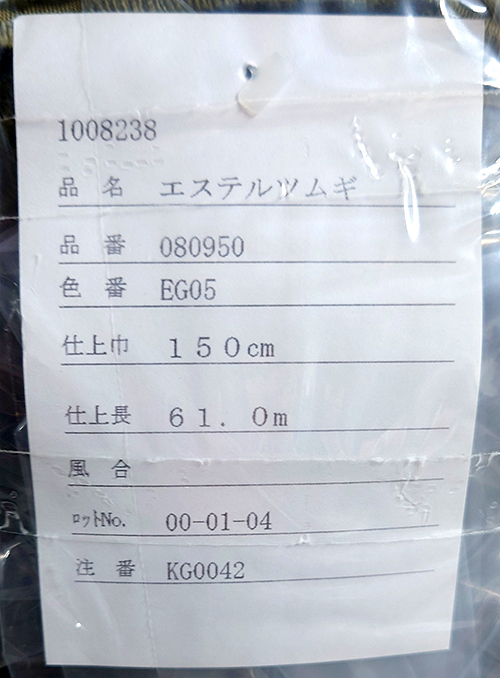 1008238
品 名 エステルツムギ
品 番 080950
色 番 EG05
仕上巾 150cm
仕上長 61.0m
風 合
ロットNo. 00-01-04
注 番 KG0042